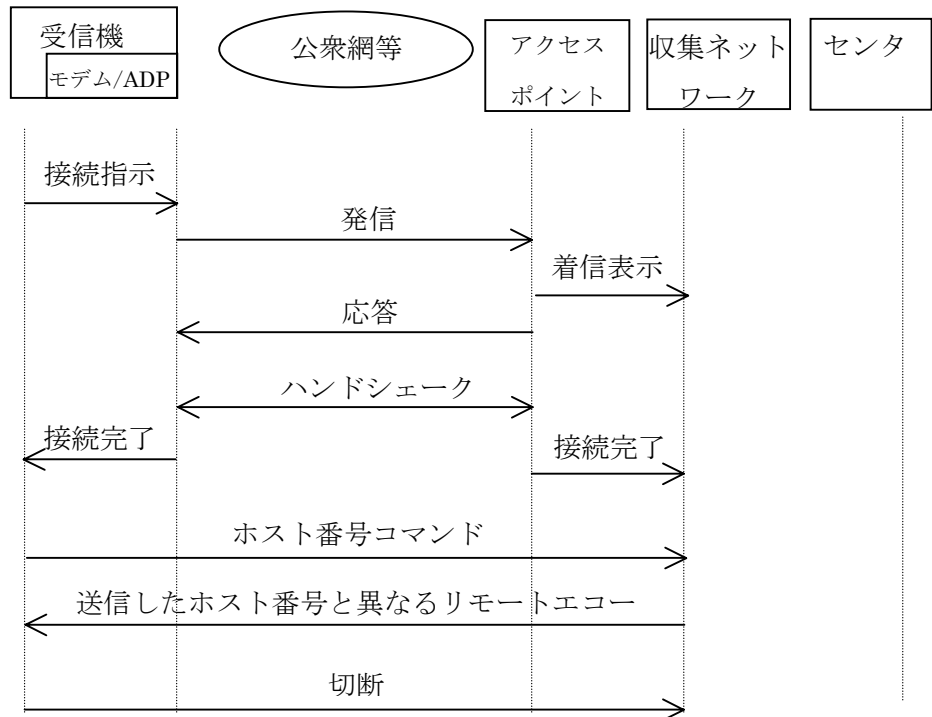 受信機
モデム/ADP
公衆網等
アクセス
ポイント
収集ネット
ワーク
センタ
接続指示
発信
着信表示
応答
ハンドシェーク
接続完了
接続完了
ホスト番号コマンド
送信したホスト番号と異なるリモートエコー
切断